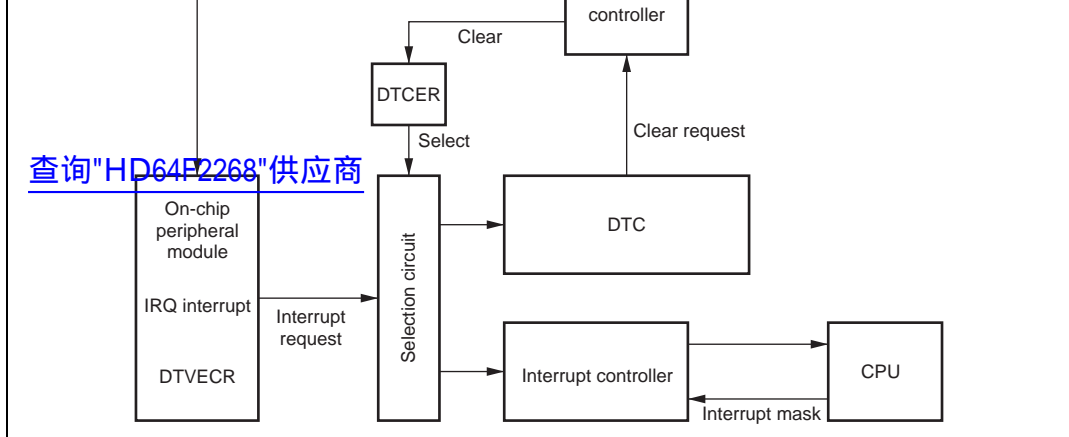 controller
Clear
DTCER
Clear request
Select
查询"HD64F2268"供应商
On-chip
peripheral
module
DTC
Selection circuit
IRQ interrupt
Interrupt
request
DTVECR
Interrupt controller
CPU
Interrupt mask